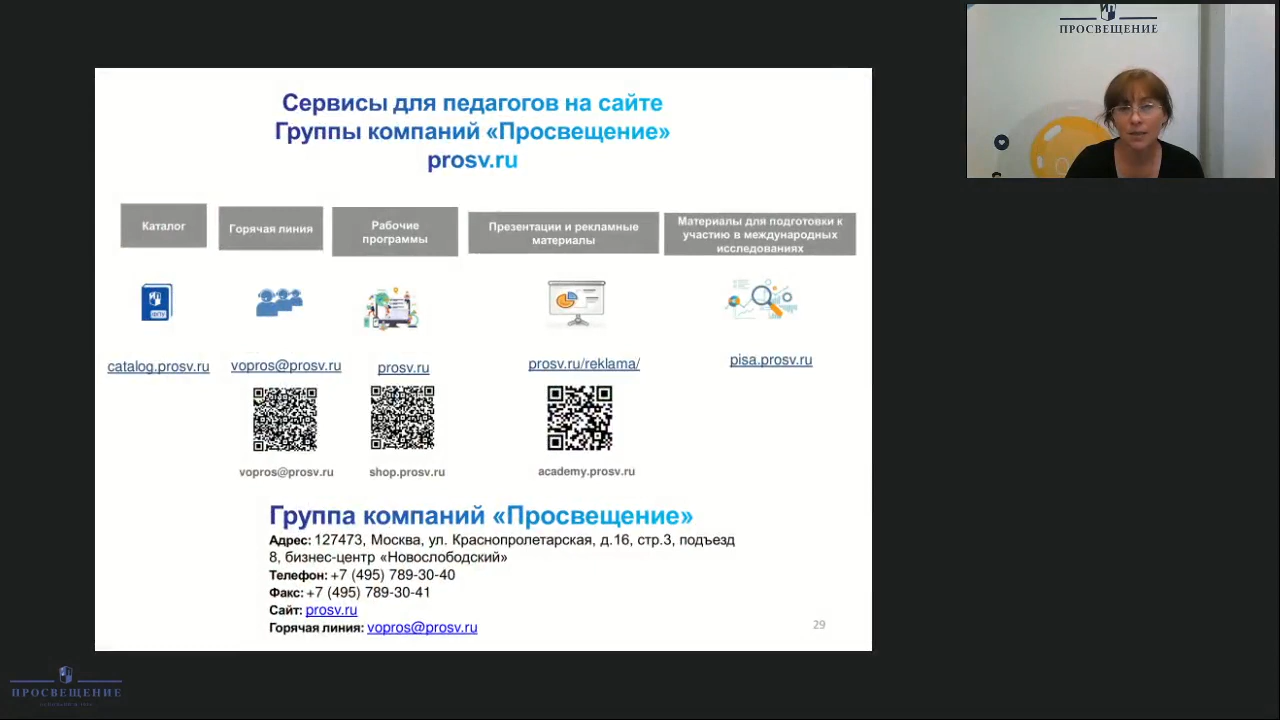 ПРОСВЕЩЕНИЕ
Сервисы для педагогов на сайте
Группы компаний «Просвещение»
prosv.ru
Каталог
Горячая линия
Рабочие
программы
Презентации и рекламные
материалы
Материалы для подготовки к
участию в международных
исследованиях
ФПУ
catalog.prosv.ru
vopros@prosv.ru
prosv.ru
prosv.ru/reklama/
pisa.prosv.ru
vopros@prosv.ru
shop.prosv.ru
academy.prosv.ru
Группа компаний «Просвещение»
Адрес: 127473, Москва, ул. Краснопролетарская, д.16, стр.3, подъезд
8, бизнес-центр «Новослободский»
Телефон: +7 (495) 789-30-40
Факс: +7 (495) 789-30-41
Сайт: prosv.ru
Горячая линия: vopros@prosv.ru
29
ПРОСВЕЩЕНИЕ